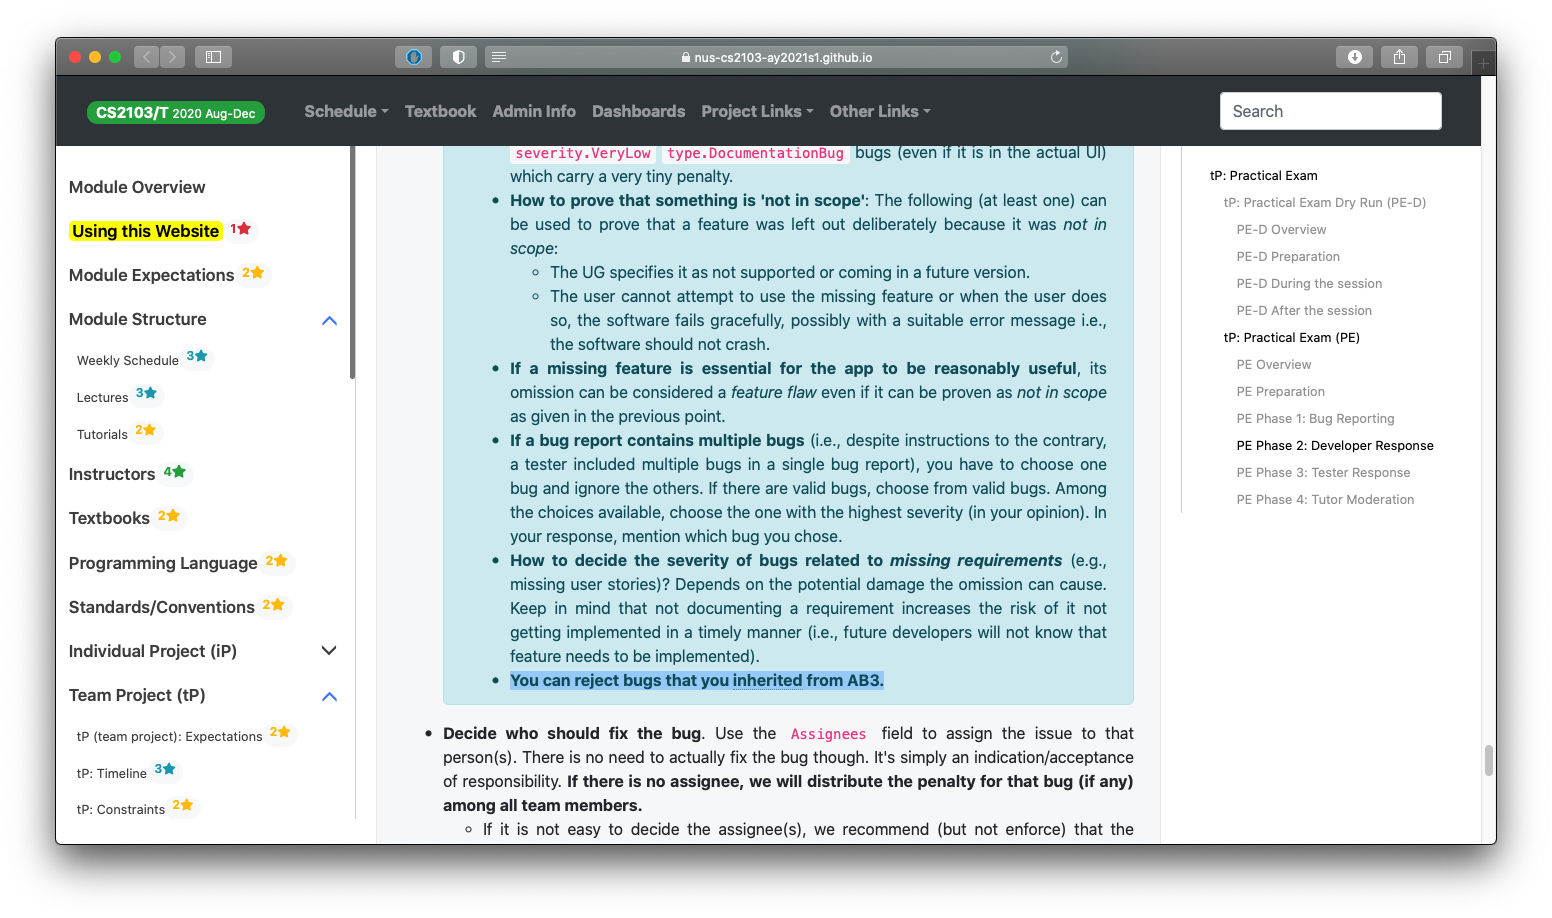 nus-cs2103-ay2021s1.github.io
CS2103/T 2020 Aug-Dec
Schedule
Textbook
Admin Info
Dashboards
Project Links
Other Links
Search
Module Overview
Using this Website 1
Module Expectations 2
Module Structure
Weekly Schedule 3
Lectures 3
Tutorials 2
Instructors 4
Textbooks 2
Programming Language 2
Standards/Conventions 2
Individual Project (iP)
Team Project (tP)
tP (team project): Expectations 2
tP: Timeline 3
tP: Constraints 2
severity.VeryLow type.DocumentationBug bugs (even if it is in the actual UI)
which carry a very tiny penalty.
• How to prove that something is 'not in scope': The following (at least one) can
be used to prove that a feature was left out deliberately because it was not in
scope:
◦ The UG specifies it as not supported or coming in a future version.
◦ The user cannot attempt to use the missing feature or when the user does
so, the software fails gracefully, possibly with a suitable error message i.e.,
the software should not crash.
• If a missing feature is essential for the app to be reasonably useful, its
omission can be considered a feature flaw even if it can be proven as not in scope
as given in the previous point.
• If a bug report contains multiple bugs (i.e., despite instructions to the contrary,
a tester included multiple bugs in a single bug report), you have to choose one
bug and ignore the others. If there are valid bugs, choose from valid bugs. Among
the choices available, choose the one with the highest severity (in your opinion). In
your response, mention which bug you chose.
• How to decide the severity of bugs related to missing requirements (e.g.,
missing user stories)? Depends on the potential damage the omission can cause.
Keep in mind that not documenting a requirement increases the risk of it not
getting implemented in a timely manner (i.e., future developers will not know that
feature needs to be implemented).
• You can reject bugs that you inherited from AB3.
• Decide who should fix the bug. Use the Assignees field to assign the issue to that
person(s). There is no need to actually fix the bug though. It's simply an indication/acceptance
of responsibility. If there is no assignee, we will distribute the penalty for that bug (if any)
among all team members.
◦ If it is not easy to decide the assignee(s), we recommend (but not enforce) that the
tP: Practical Exam
tP: Practical Exam Dry Run (PE-D)
PE-D Overview
PE-D Preparation
PE-D During the session
PE-D After the session
tP: Practical Exam (PE)
PE Overview
PE Preparation
PE Phase 1: Bug Reporting
PE Phase 2: Developer Response
PE Phase 3: Tester Response
PE Phase 4: Tutor Moderation